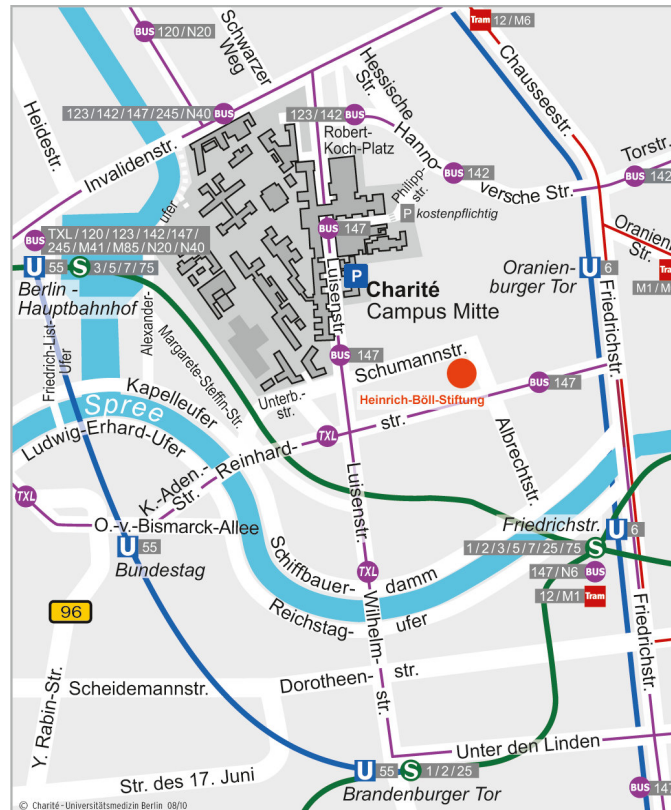 BUS 120/N20
Schwarzer
Weg
Tram 12/M6
Hessische
Str.
Chausseestr.
Heidestr.
123/142/147/245/N40 BUS
123/142 BUS
Robert-
Koch-Platz
Invalidenstr.
Hanno-
versche Str.
BUS 142
Torstr.
BUS 142
Philipp-
str.
P kostenpflichtig
ufer
BUS 147
Oranien
Str.
TXL/120/123/142/147/
BUS 245/M41/M85/N20/N40
U 55 S 3/5/7/75
Berlin -
Hauptbahnhof
P
Charité
Campus Mitte
Luisenstr.
Oranien-
burger Tor
U 6
Tram
M1/M
Friedrichstr.
Friedrich-List-
Ufer
Alexander-
Margarete-Steffin-Str.
BUS 147
Schumannstr.
Heinrich-Böll-Stiftung
BUS 147
Unterb.-
str.
Kapelleufer
Spree
Ludwig-Erhard-Ufer
TXL
Reinhard-
str.
Albrechtstr.
K.-Aden.-
Str.
TXL
O.-v.-Bismarck-Allee
Luisenstr.
U 55
Bundestag
Friedrichstr.
U 6
1/2/3/5/7/25/75 S
147/N6 BUS
12/M1 Tram
TXL
Schiffbauer-
damm
Reichstag-
ufer
96
Wilhelm-
str.
Friedrichstr.
Y. Rabin-Str.
Scheidemannstr.
Dorotheen-
str.
Unter den Linden
U 55 S 1/2/25
Brandenburger Tor
Str. des 17. Juni
BUS 147
© Charité - Universitätsmedizin Berlin 08/10